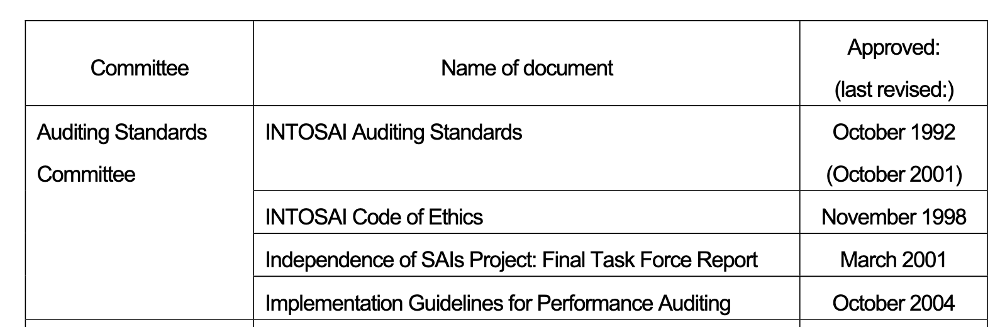 Committee
Name of document
Approved:
(last revised:)
Auditing Standards
Committee
INTOSAI Auditing Standards
October 1992
(October 2001)
INTOSAI Code of Ethics
November 1998
Independence of SAIs Project: Final Task Force Report
March 2001
Implementation Guidelines for Performance Auditing
October 2004